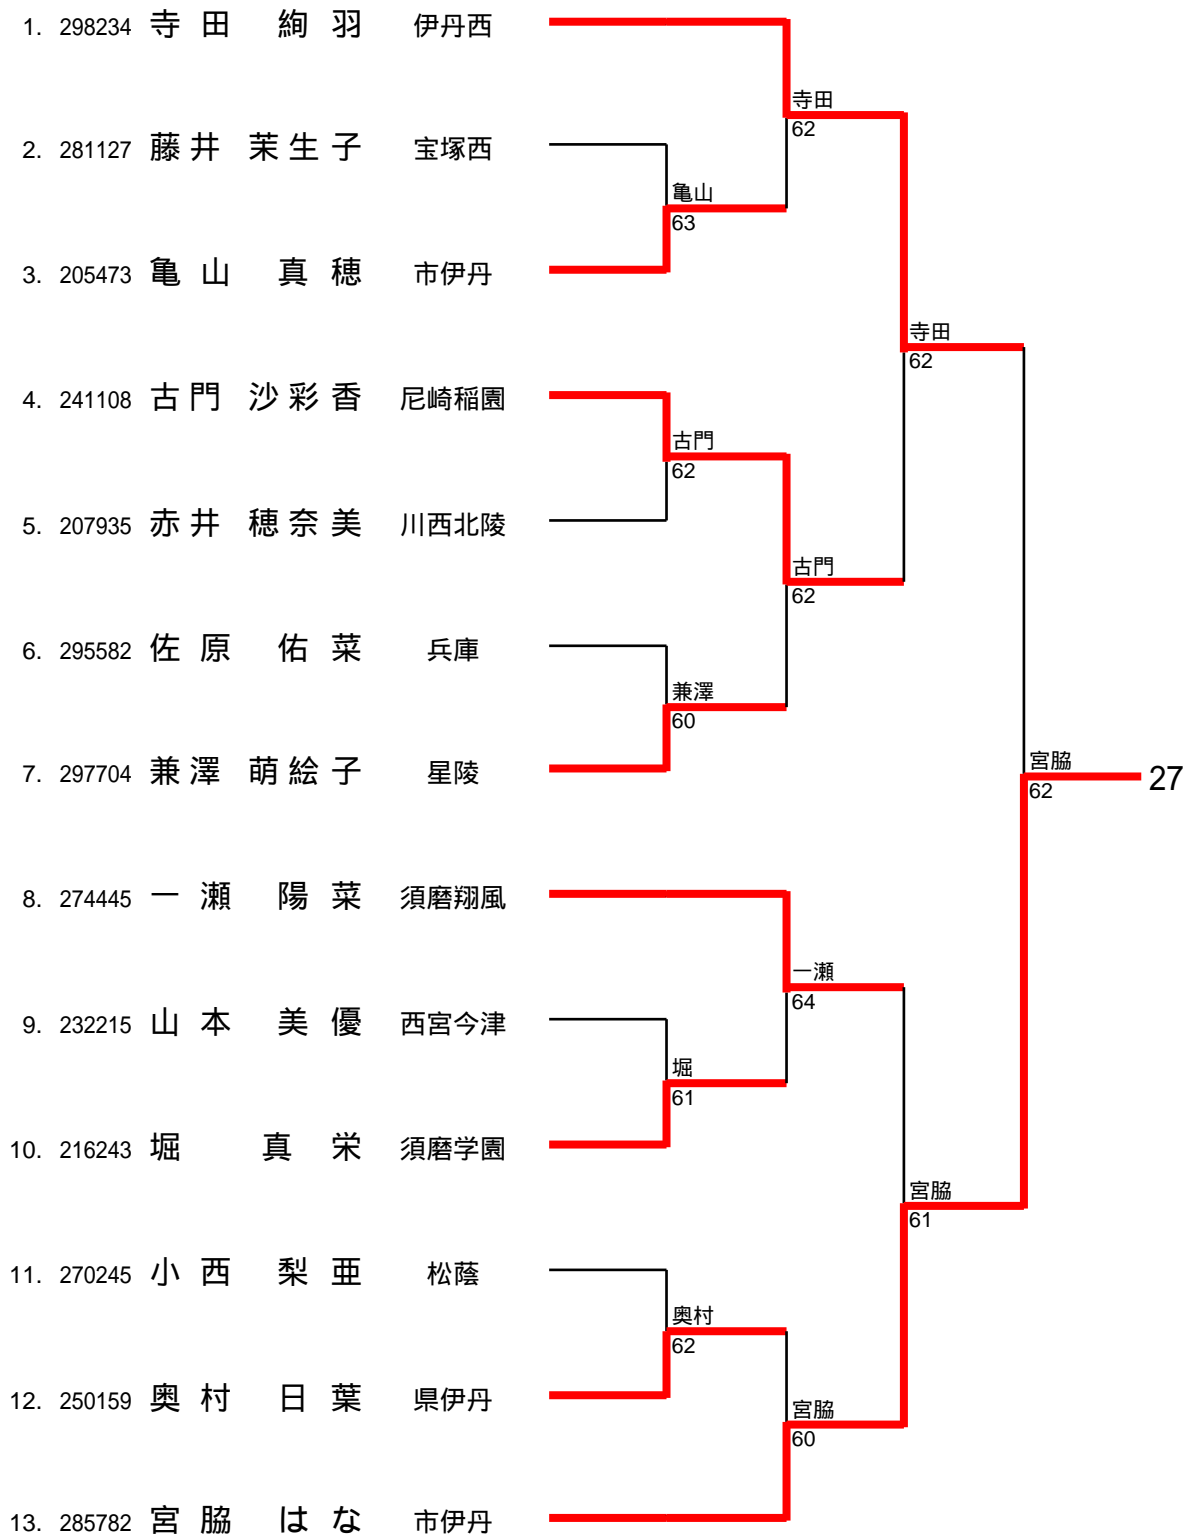 1. 298234 寺田 絢羽 伊丹西
寺田
62
2. 281127 藤井 茉生子 宝塚西
亀山
63
3. 205473 亀山 真穂 市伊丹
寺田
62
4. 241108 古門 沙彩香 尼崎稲園
古門
62
5. 207935 赤井 穂奈美 川西北陵
古門
62
6. 295582 佐原 佑菜 兵庫
兼澤
60
7. 297704 兼澤 萌絵子 星陵
宮脇
62
27
8. 274445 一瀬 陽菜 須磨翔風
一瀬
64
9. 232215 山本 美優 西宮今津
堀
61
10. 216243 堀 真栄 須磨学園
宮脇
61
11. 270245 小西 梨亜 松蔭
奥村
62
12. 250159 奥村 日葉 県伊丹
宮脇
60
13. 285782 宮脇 はな 市伊丹